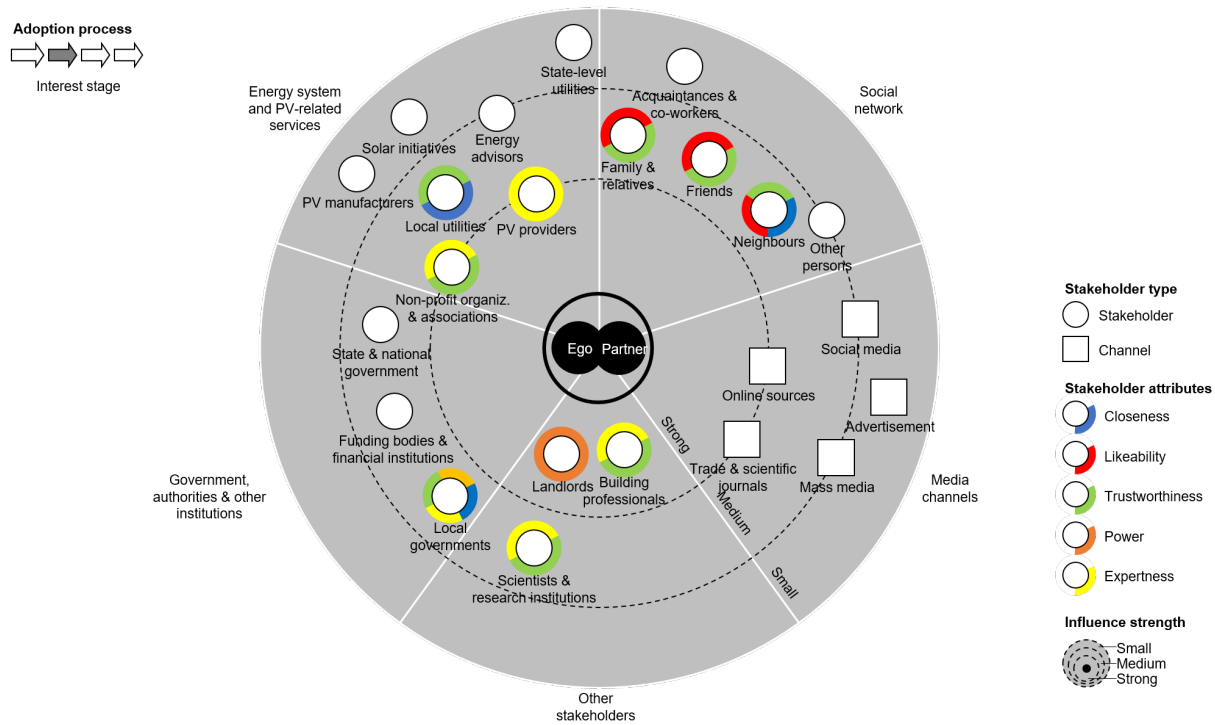 Adoption process
Interest stage
Energy system
and PV-related
services
Social
network
State-level
utilities
Acquaintances &
co-workers
Solar initiatives
Energy
advisors
Family &
relatives
Friends
PV manufacturers
Local utilities
PV providers
Neighbours
Other
persons
Non-profit organiz.
& associations
State & national
government
Ego
Partner
Social media
Online sources
Advertisement
Funding bodies &
financial institutions
Strong
Trade & scientific
journals
Mass media
Landlords
Building
professionals
Medium
Government,
authorities & other
institutions
Media
channels
Local
governments
Scientists &
research institutions
Small
Other
stakeholders
Stakeholder type
Stakeholder
Channel
Stakeholder attributes
Closeness
Likeability
Trustworthiness
Power
Expertness
Influence strength
Small
Medium
Strong